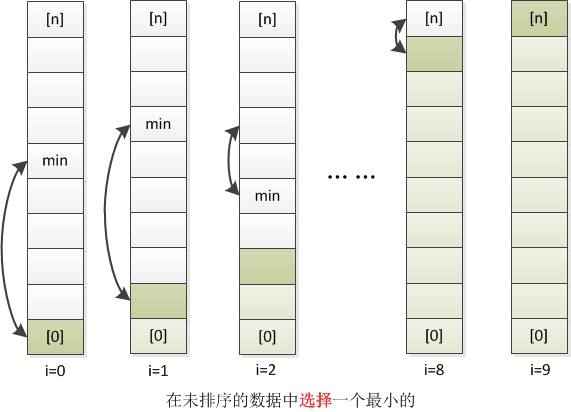 [n] [n] [n] [n] [n]
min
min
min
... ...
[0] [0] [0] [0] [0]
i=0 i=1 i=2 i=8 i=9
在未排序的数据中选择一个最小的